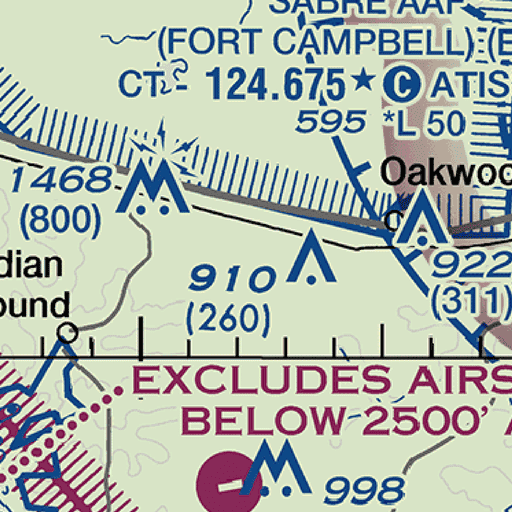 SABRE AAF
(FORT CAMPBELL)
CT - 124.675 ★ C ATIS
595 *L 50
Oakwoo
1468
(800)
922
(311)
dian
ound
910
(260)
EXCLUDES AIRS
BELOW 2500'
998